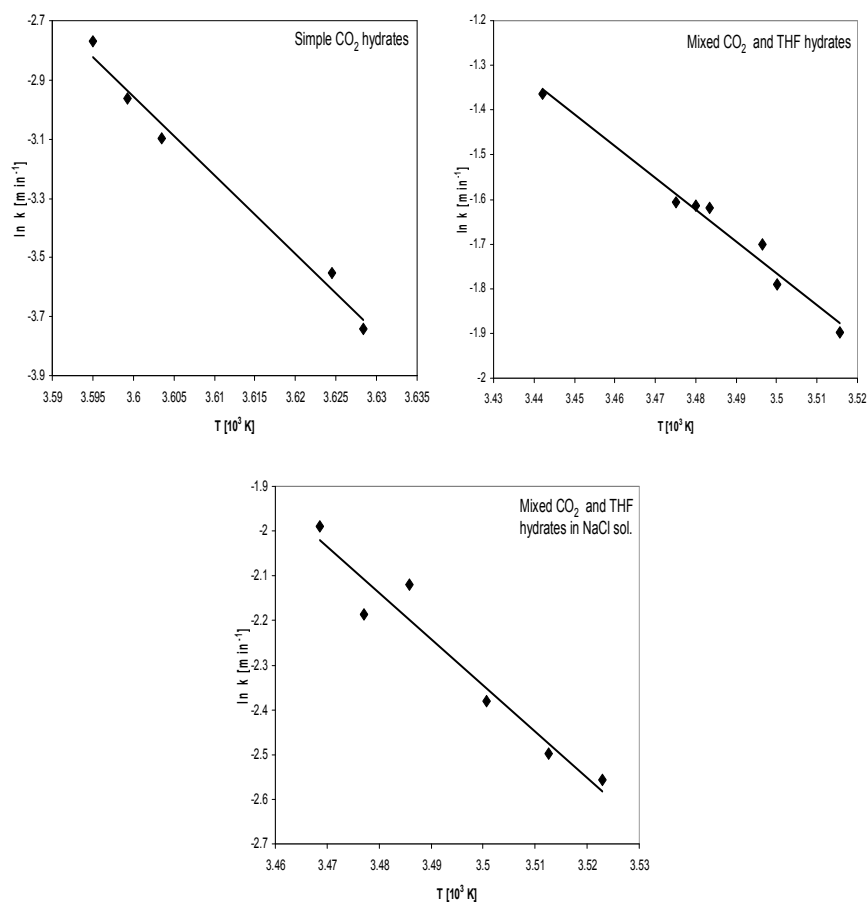 Simple CO2 hydrates
-2.7
-2.9
-3.1
-3.3
-3.5
-3.7
-3.9
ln k [min-1]
3.59 3.595 3.6 3.605 3.61 3.615 3.62 3.625 3.63 3.635
T [10³ K]
Mixed CO2 and THF hydrates
-1.2
-1.3
-1.4
-1.5
-1.6
-1.7
-1.8
-1.9
-2
ln k [min-1]
3.43 3.44 3.45 3.46 3.47 3.48 3.49 3.5 3.51 3.52
T [10³ K]
Mixed CO2 and THF
hydrates in NaCl sol.
-1.9
-2
-2.1
-2.2
-2.3
-2.4
-2.5
-2.6
-2.7
ln k [min-1]
3.46 3.47 3.48 3.49 3.5 3.51 3.52 3.53
T [10³ K]